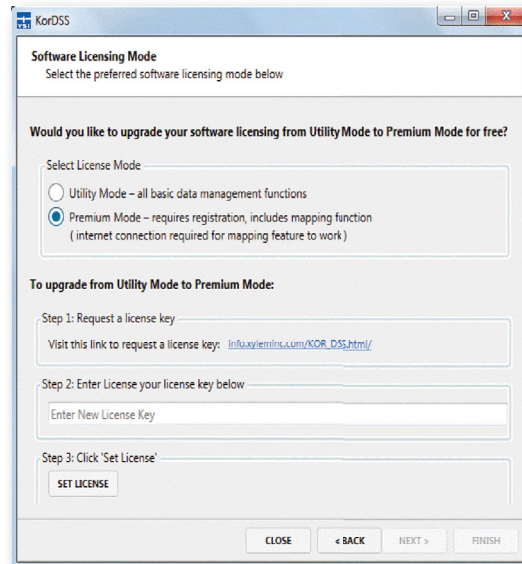 YSI KorDSS
Software Licensing Mode
Select the preferred software licensing mode below
Would you like to upgrade your software licensing from Utility Mode to Premium Mode for free?
Select License Mode
Utility Mode – all basic data management functions
Premium Mode – requires registration, includes mapping function
( internet connection required for mapping feature to work )
To upgrade from Utility Mode to Premium Mode:
Step 1: Request a license key
Visit this link to request a license key: info.xyleminc.com/KOR_DSS.html/
Step 2: Enter License your license key below
Enter New License Key
Step 3: Click 'Set License'
SET LICENSE
CLOSE < BACK NEXT > FINISH